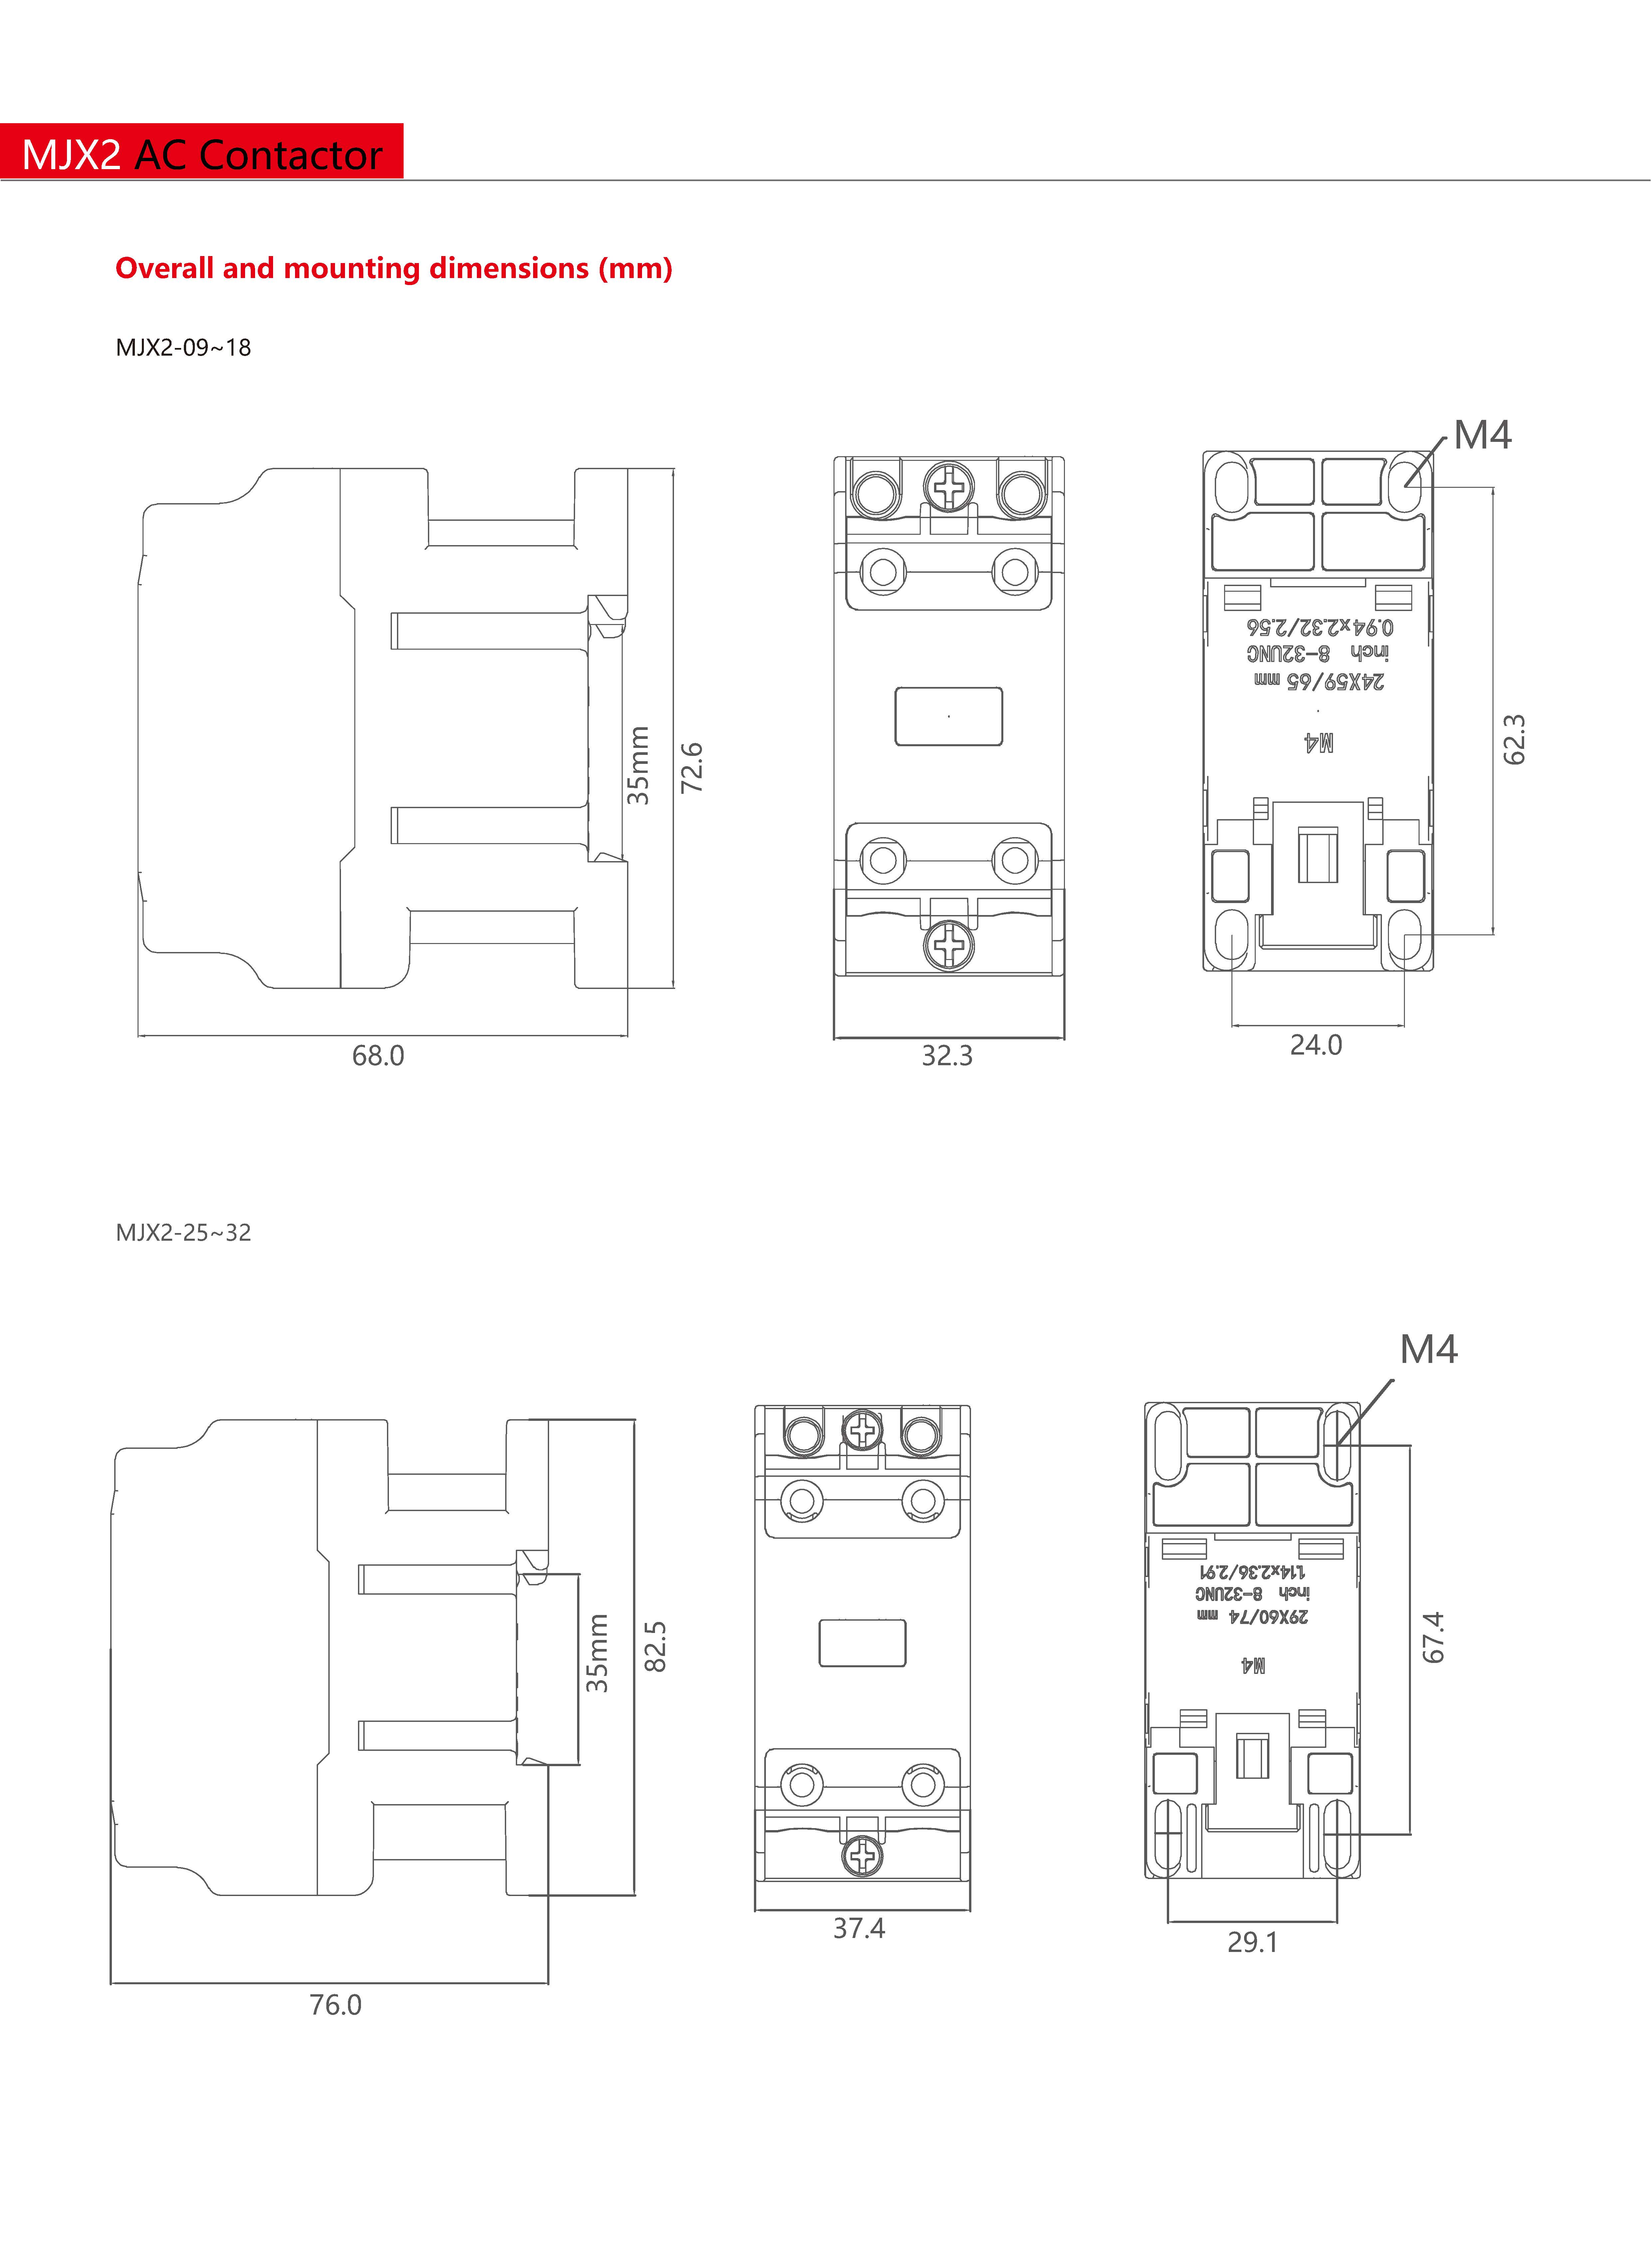 MJX2 AC Contactor
Overall and mounting dimensions (mm)
MJX2-09~18
M4
0.94x2.32/2.56
inch 8-32UNC
24X59/65 mm
M4
35mm
72.6
62.3
68.0
32.3
24.0
MJX2-25~32
M4
1.14x2.36/2.91
inch 8-32UNC
29X60/74 mm
M4
35mm
82.5
67.4
37.4
29.1
76.0